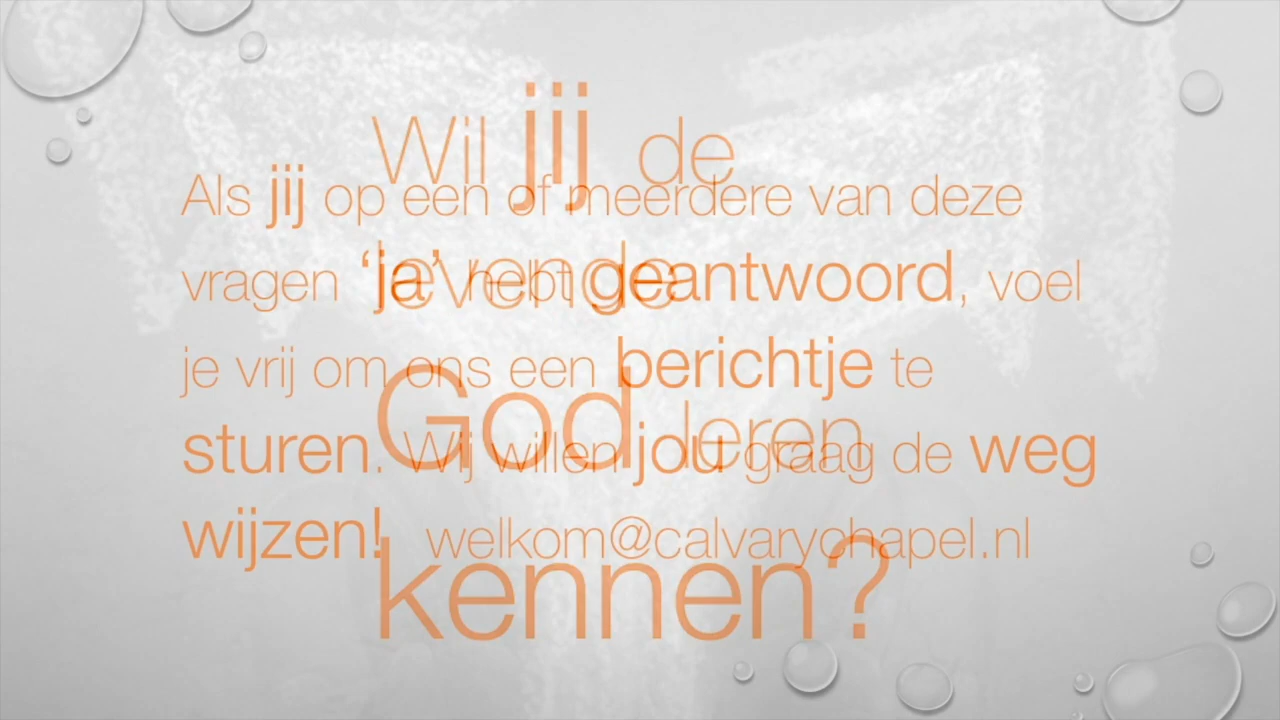 Wil jij de
levende
God leren
kennen?
Als jij op een of meerdere van deze
vragen ‘ja’ hebt geantwoord, voel
je vrij om ons een berichtje te
sturen. Wij willen jou graag de weg
wijzen! welkom@calvarychapel.nl